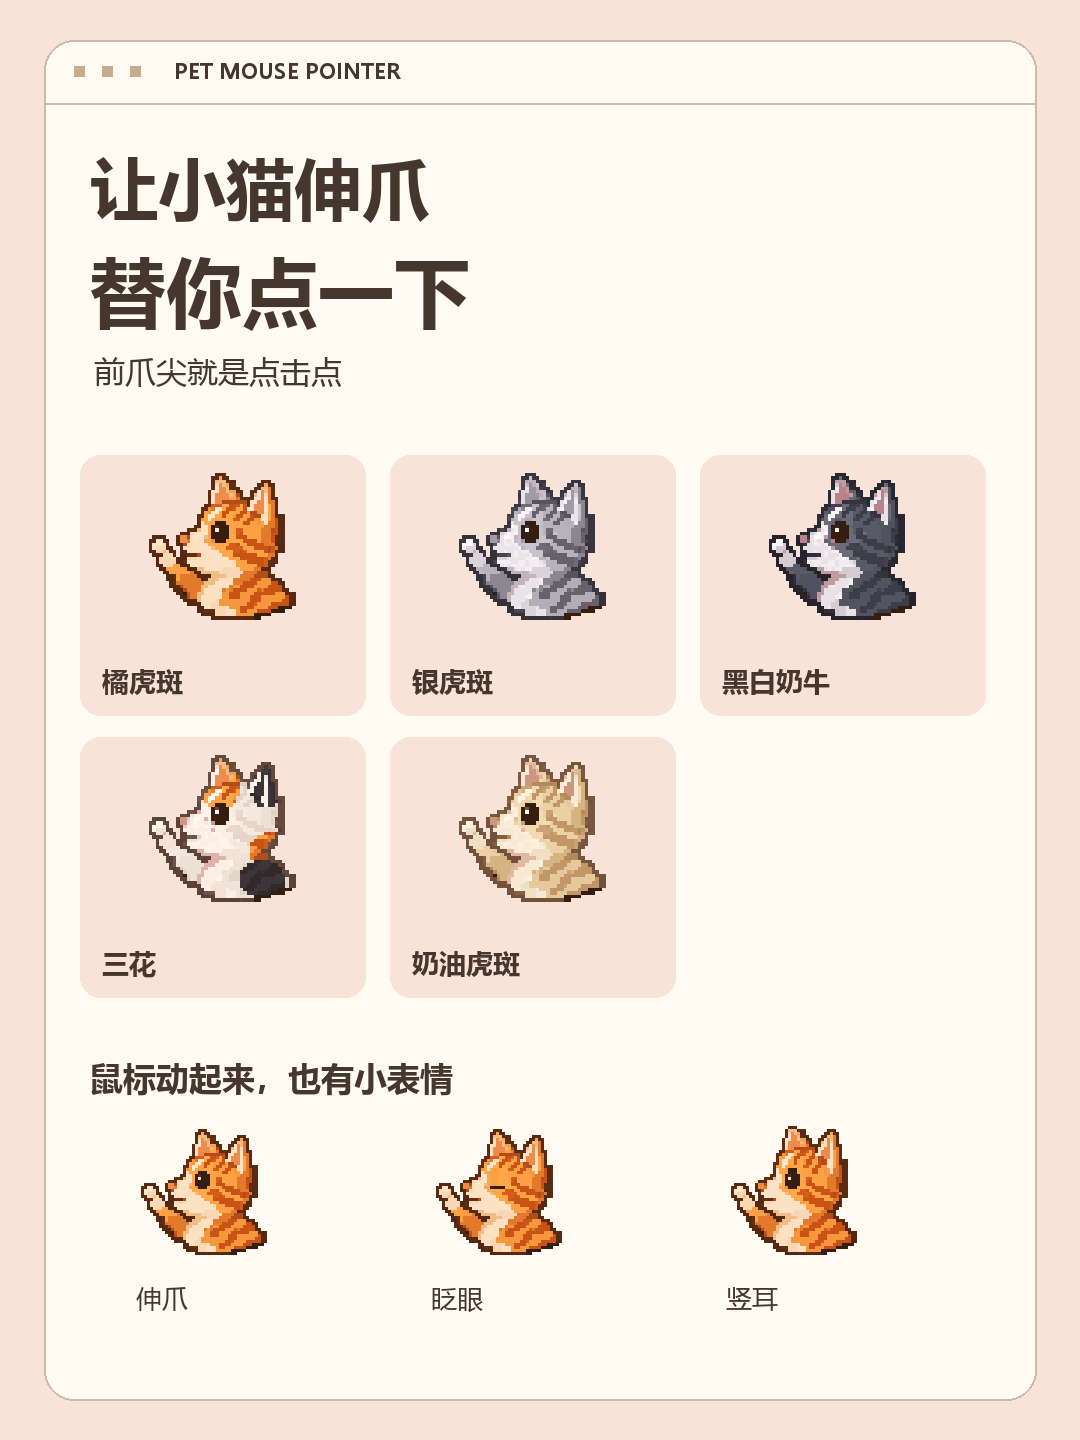 PET MOUSE POINTER
让小猫伸爪
替你点一下
前爪尖就是点击点
橘虎斑
银虎斑
黑白奶牛
三花
奶油虎斑
鼠标动起来，也有小表情
伸爪
眨眼
竖耳